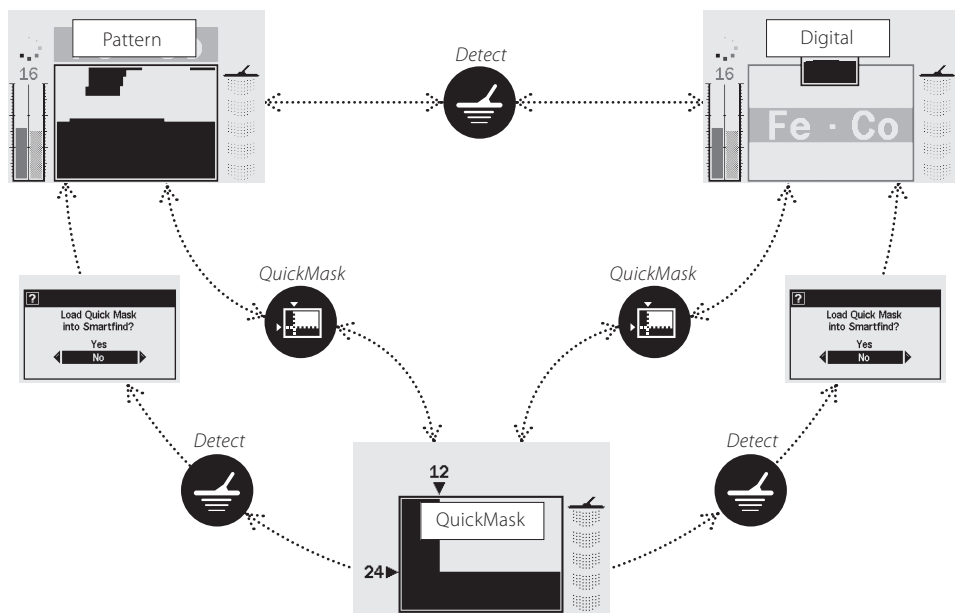 Pattern
16
Detect
Digital
16
Fe · Co
QuickMask
QuickMask
?
Load Quick Mask
into Smartfind?
Yes
No
?
Load Quick Mask
into Smartfind?
Yes
No
Detect
Detect
12
QuickMask
24